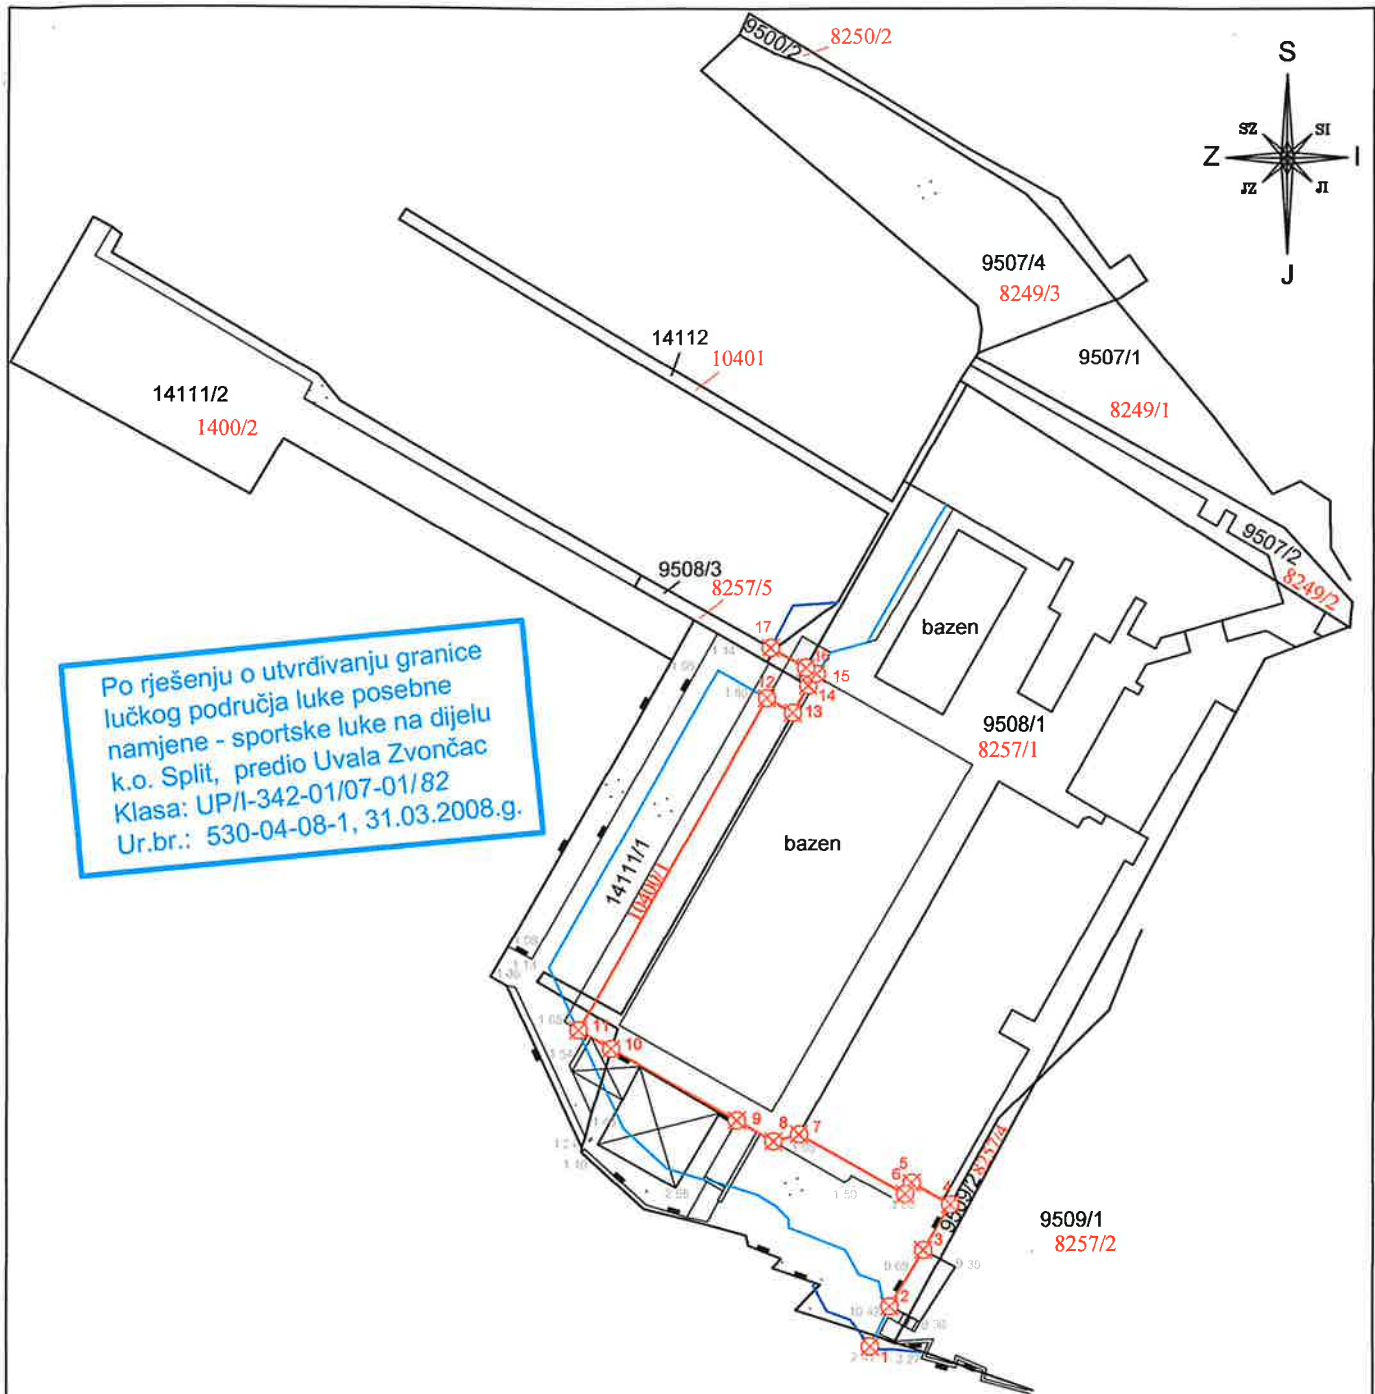 9500/2
8250/2
S
SZ
SI
Z
I
JZ
JI
J
9507/4
8249/3
14112
10401
9507/1
8249/1
14111/2
1400/2
9507/2
8249/2
9508/3
8257/5
bazen
Po rješenju o utvrđivanju granice
lučkog područja luke posebne
namjene - sportske luke na dijelu
k.o. Split, predio Uvala Zvončac
Klasa: UP/I-342-01/07-01/82
Ur.br.: 530-04-08-1, 31.03.2008.g.
17
16
15
14
13
12
9508/1
8257/1
bazen
14111/1
10400/1
11
10
9
8
7
6
5
4
3
2
1
9509/2
8257/4
9509/1
8257/2